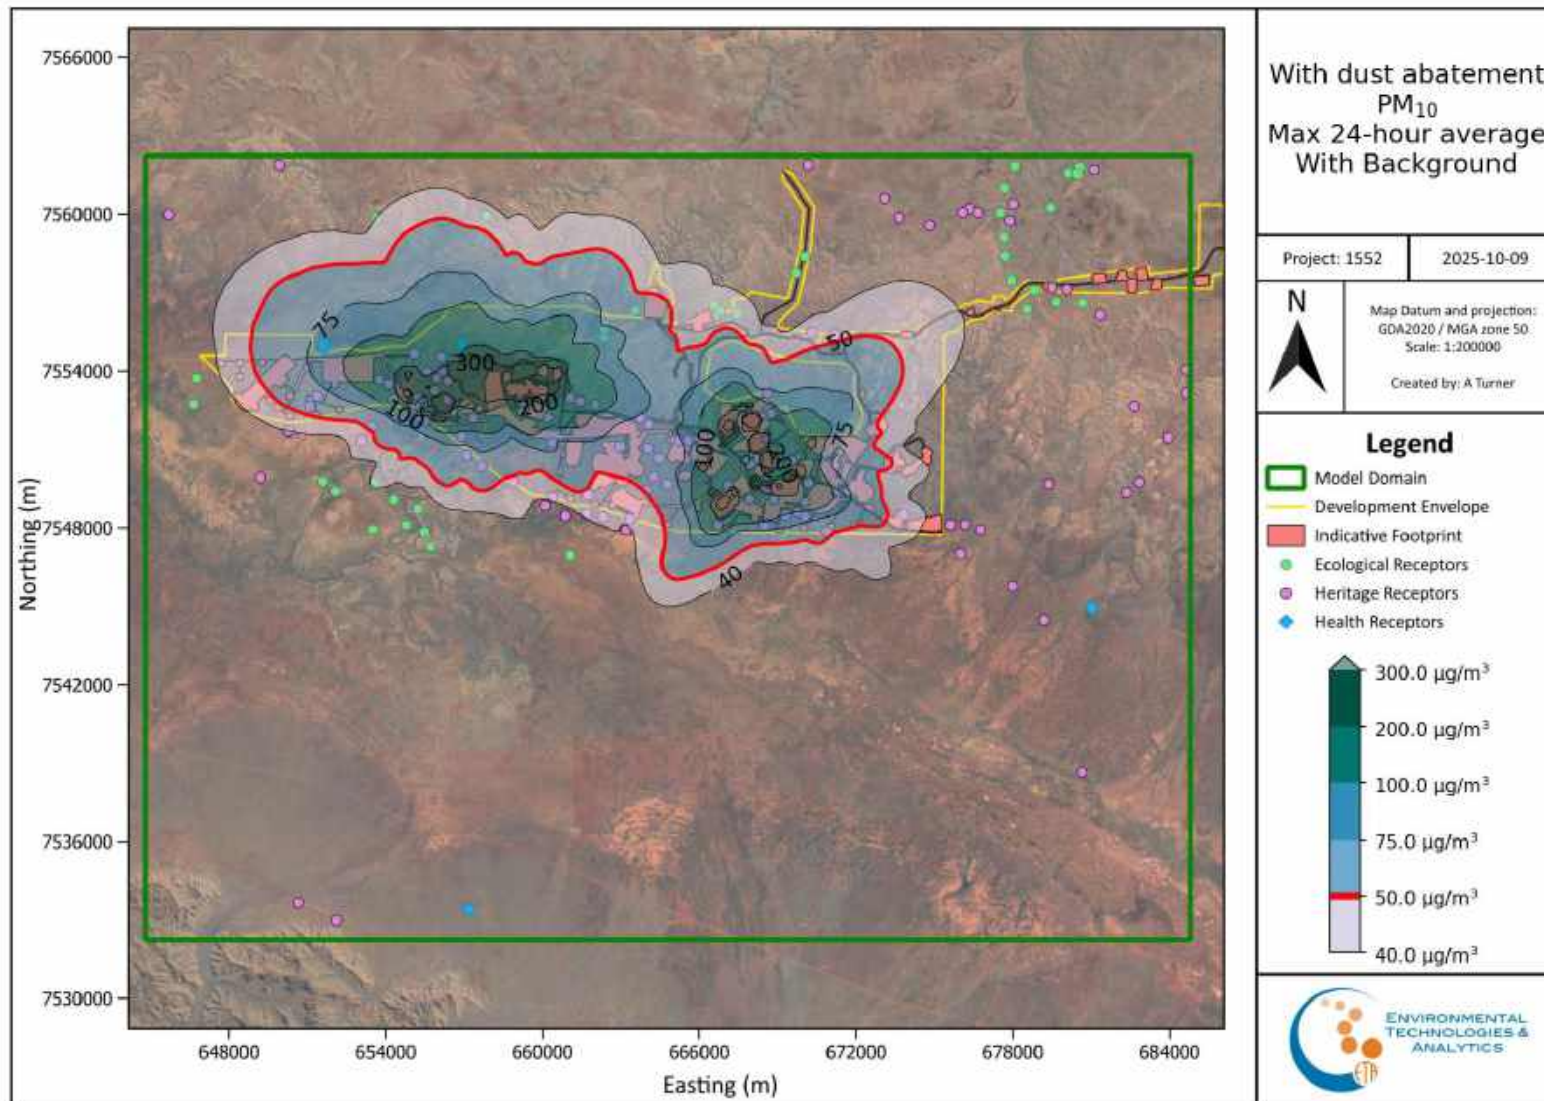 With dust abatement
PM₁₀
Max 24-hour average
With Background
Project: 1552
2025-10-09
N
Map Datum and projection:
GDA2020 / MGA zone 50
Scale: 1:200000
Created by: A Turner
Legend
Model Domain
Development Envelope
Indicative Footprint
Ecological Receptors
Heritage Receptors
Health Receptors
300.0 µg/m³
200.0 µg/m³
100.0 µg/m³
75.0 µg/m³
50.0 µg/m³
40.0 µg/m³
ENVIRONMENTAL
TECHNOLOGIES &
ANALYTICS
ETA
Northing (m)
7566000
7560000
7554000
7548000
7542000
7536000
7530000
75
300
100
200
50
100
75
200
40
648000
654000
660000
666000
672000
678000
684000
Easting (m)